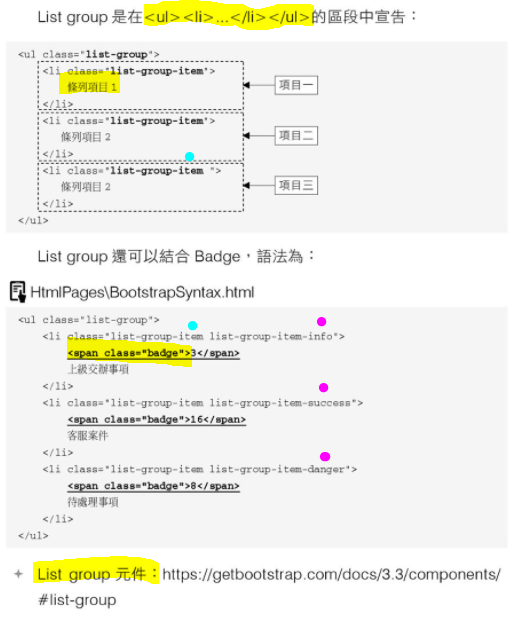 List group 是在<ul><li>...</li></ul>的區段中宣告：
<ul class="list-group">
<li class="list-group-item">
條列項目 1
</li>
項目一
<li class="list-group-item">
條列項目 2
</li>
項目二
<li class="list-group-item ">
條列項目 2
</li>
項目三
</ul>
List group 還可以結合 Badge，語法為：
HtmlPages\BootstrapSyntax.html
<ul class="list-group">
<li class="list-group-item list-group-item-info">
<span class="badge">3</span>
上級交辦事項
</li>
<li class="list-group-item list-group-item-success">
<span class="badge">16</span>
客服案件
</li>
<li class="list-group-item list-group-item-danger">
<span class="badge">8</span>
待處理事項
</li>
</ul>
+ List group 元件：https://getbootstrap.com/docs/3.3/components/
#list-group